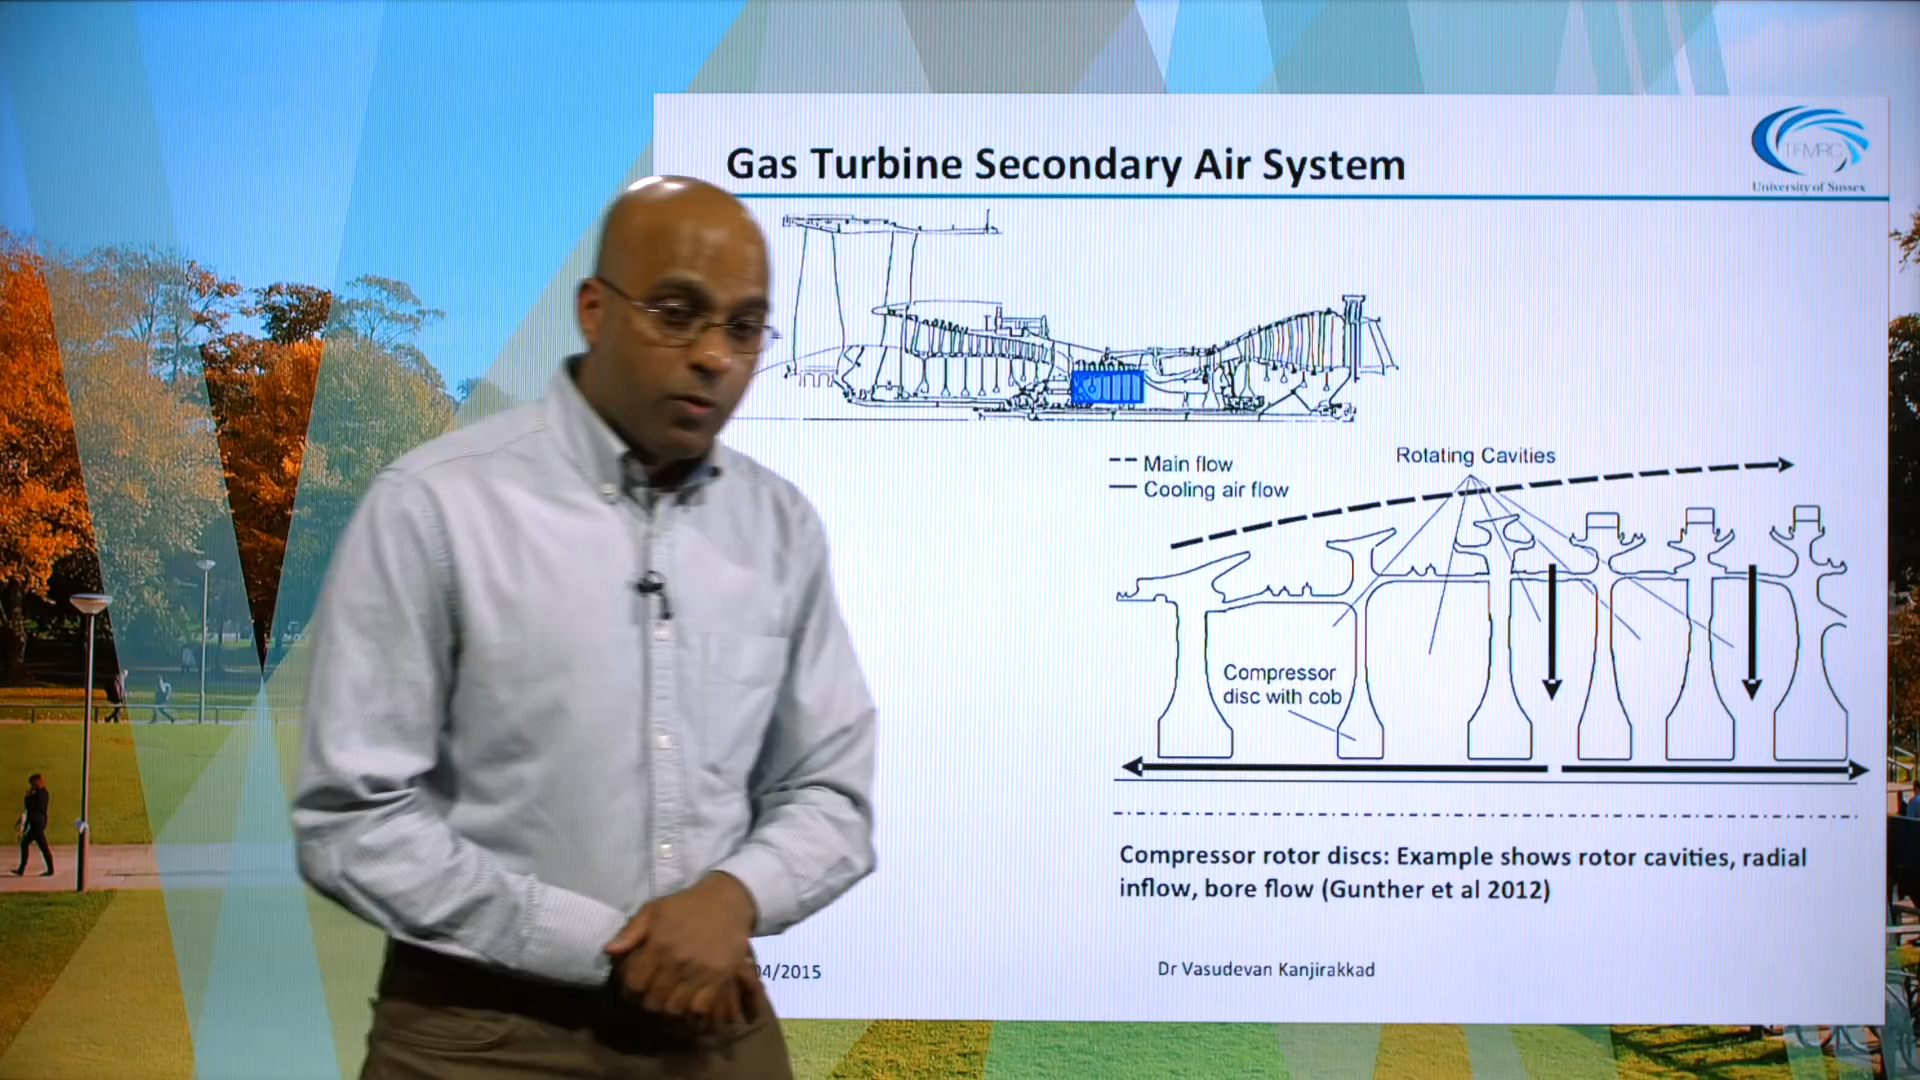 Gas Turbine Secondary Air System
TFMRC
University of Sussex
Main flow
Cooling air flow
Rotating Cavities
Compressor
disc with cob
Compressor rotor discs: Example shows rotor cavities, radial
inflow, bore flow (Gunther et al 2012)
04/2015
Dr Vasudevan Kanjirakkad